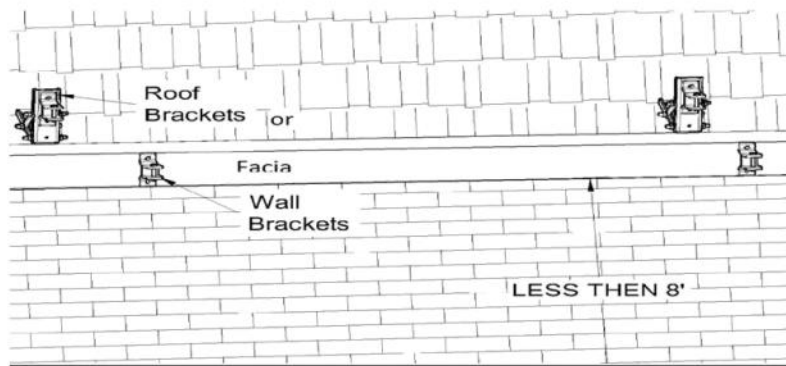 Roof
Brackets or
Facia
Wall
Brackets
LESS THEN 8'